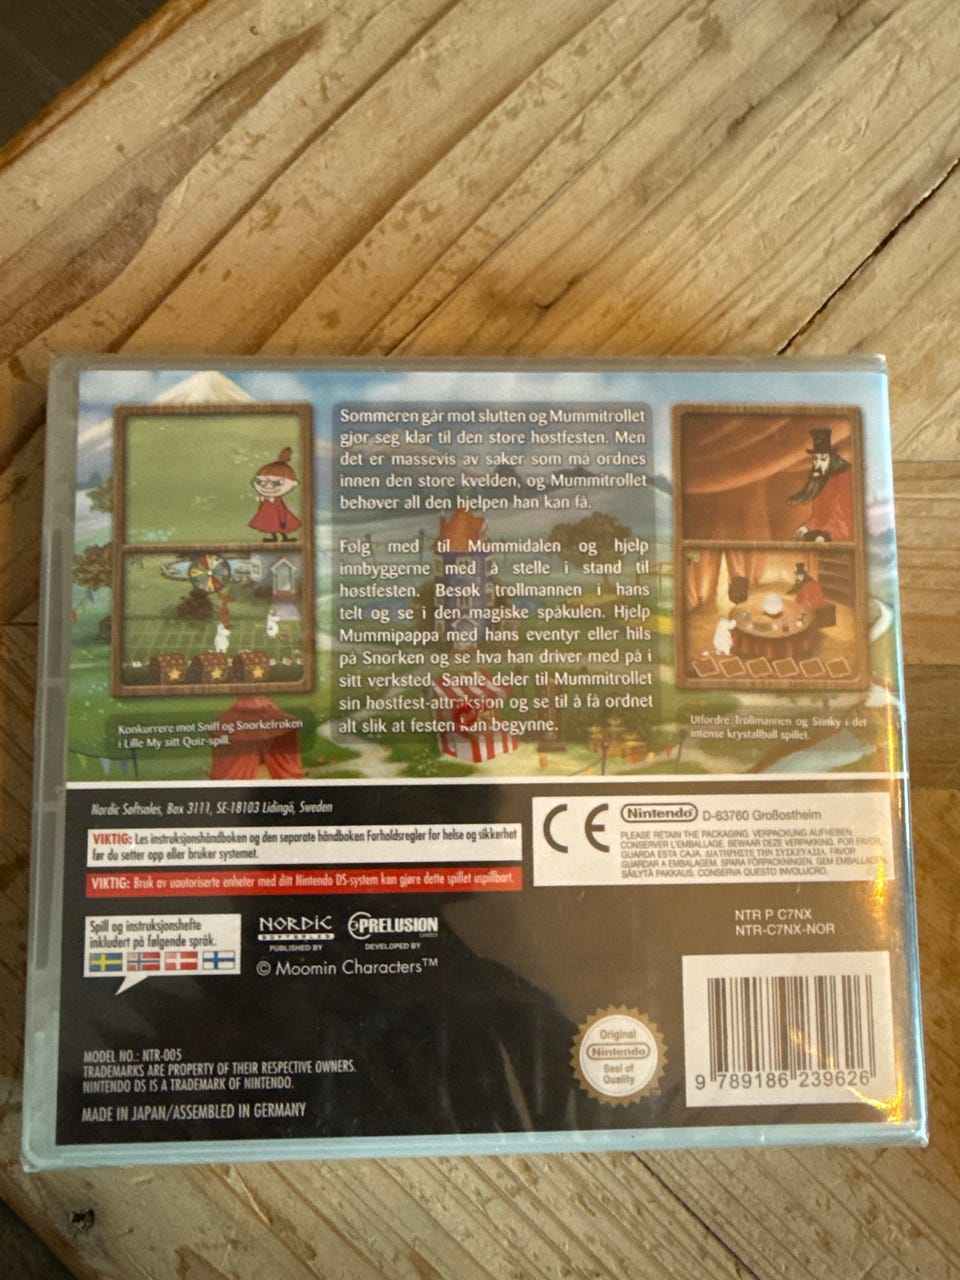 Sommeren går mot slutten og Mummitrollet
gjør seg klar til den store høstfesten. Men
det er massevis av saker som må ordnes
innen den store kvelden, og Mummitrollet
behøver all den hjelpen han kan få.
Følg med til Mummidalen og hjelp
innbyggerne med å stelle i stand til
høstfesten. Besøk trollmannen i hans
telt og se i den magiske spåkulen. Hjelp
Mummipappa med hans eventyr eller hils
på Snorken og se hva han driver med på i
sitt verksted. Samle deler til Mummitrollet
sin høstfest-attraksjon og se til å få ordnet
alt slik at festen kan begynne.
Konkurrere mot Sniff og Snorkefrøken
i Lille My sitt Quiz-spill.
Utfordre Trollmannen og Stinky i det
intense krystallball spillet.
Nordic Softsales, Box 3111, SE-18103 Lidingö, Sweden
VIKTIG: Les instruksjonshåndboken og den separate håndboken Forholdsregler for helse og sikkerhet
før du setter opp eller bruker systemet.
VIKTIG: Bruk av uautoriserte enheter med ditt Nintendo DS-system kan gjøre dette spillet uspillbart.
CE
Nintendo D-63760 Großostheim
PLEASE RETAIN THE PACKAGING. VERPACKUNG AUFHEBEN.
CONSERVER L'EMBALLAGE. BEWAAR DEZE VERPAKKING. POR FAVOR
GUARDA ESTA CAJA. ΔΙΑΤΗΡΗΣΤΕ ΤΗΝ ΣΥΣΚΕΥΑΣΙΑ. FAVOR
GUARDAR A EMBALAGEM. SPARA FÖRPACKNINGEN. GEM EMBALLAGEN
SÄILYTÄ PAKKAUS. CONSERVA QUESTO INVOLUCRO.
Spill og instruksjonshefte
inkludert på følgende språk.
NORDIC
SOFTSALES
PUBLISHED BY
PRELUSION
GAMES
DEVELOPED BY
© Moomin Characters™
NTR P C7NX
NTR-C7NX-NOR
MODEL NO.: NTR-005
TRADEMARKS ARE PROPERTY OF THEIR RESPECTIVE OWNERS.
NINTENDO DS IS A TRADEMARK OF NINTENDO.
MADE IN JAPAN/ASSEMBLED IN GERMANY
Original
Nintendo
Seal of
Quality
9 789186 239626